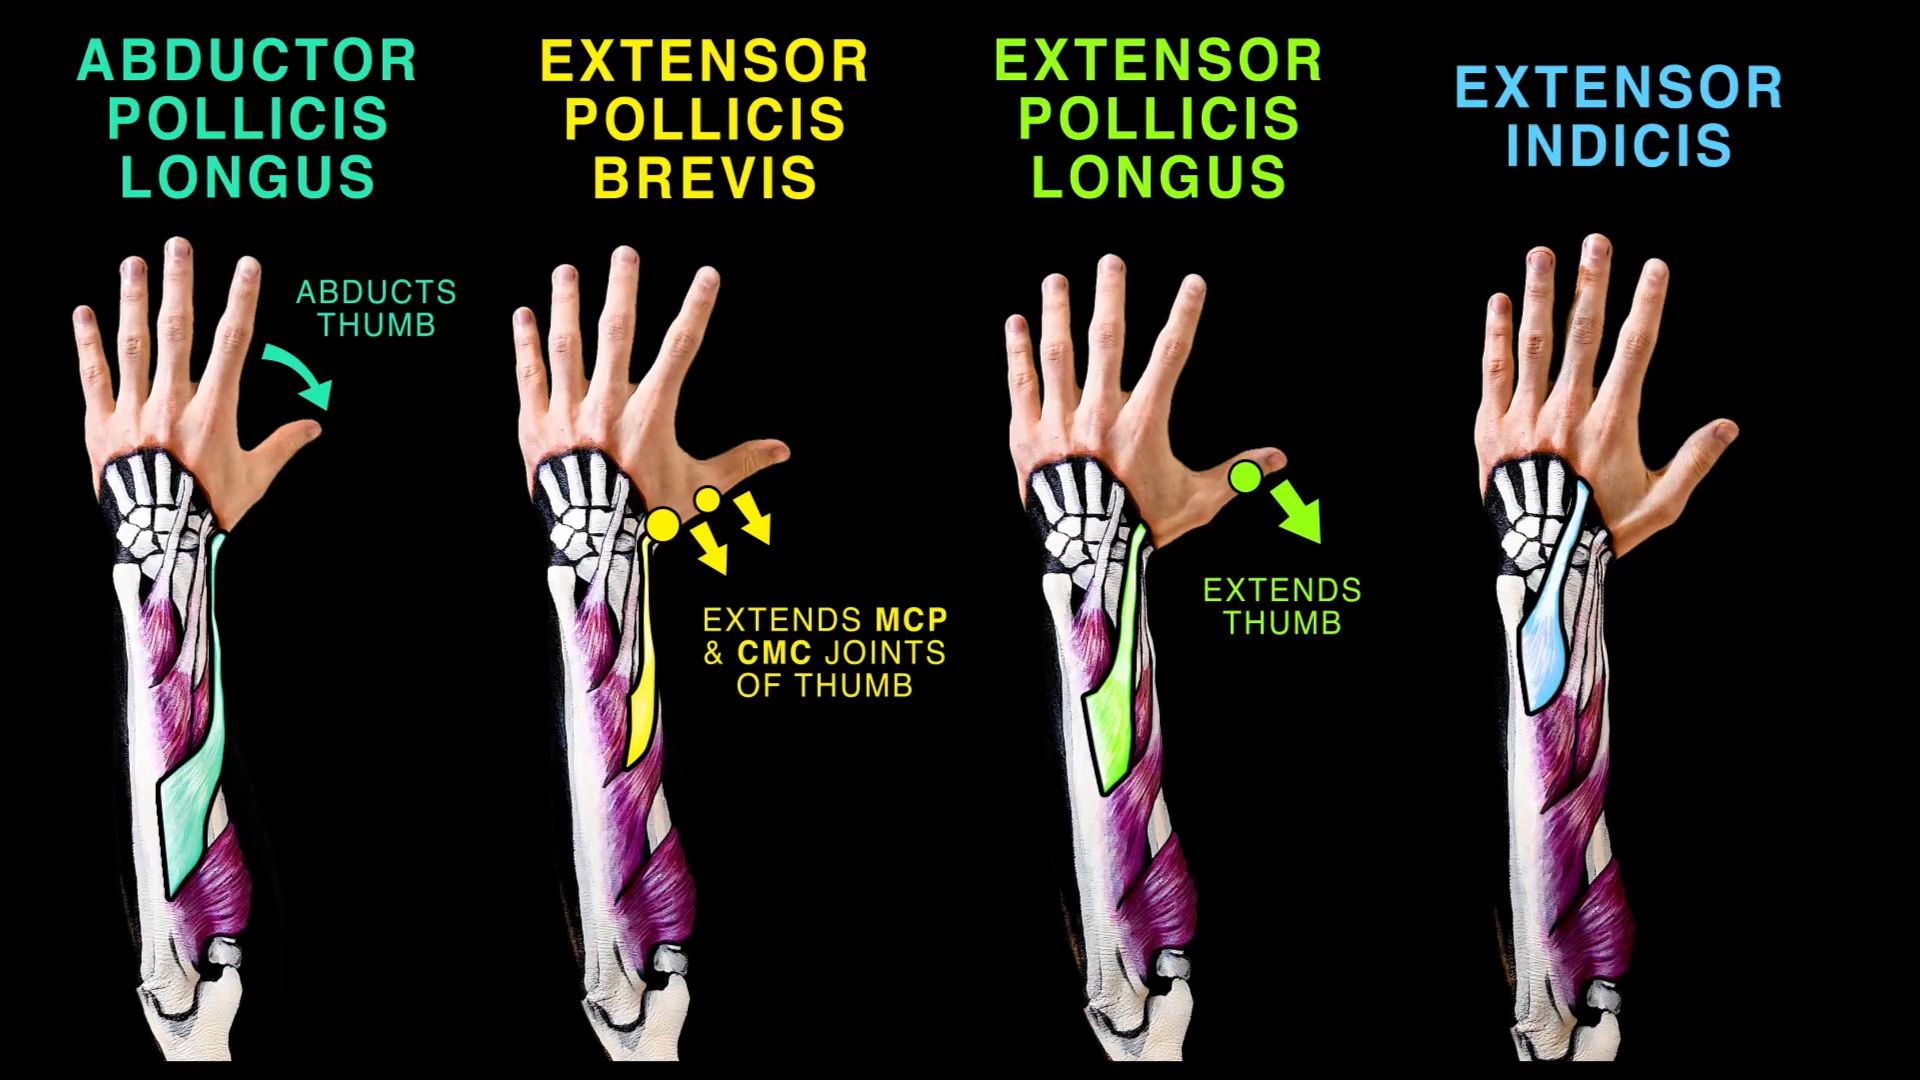 ABDUCTOR
POLLICIS
LONGUS
ABDUCTS
THUMB
EXTENSOR
POLLICIS
BREVIS
EXTENDS MCP
& CMC JOINTS
OF THUMB
EXTENSOR
POLLICIS
LONGUS
EXTENDS
THUMB
EXTENSOR
INDICIS